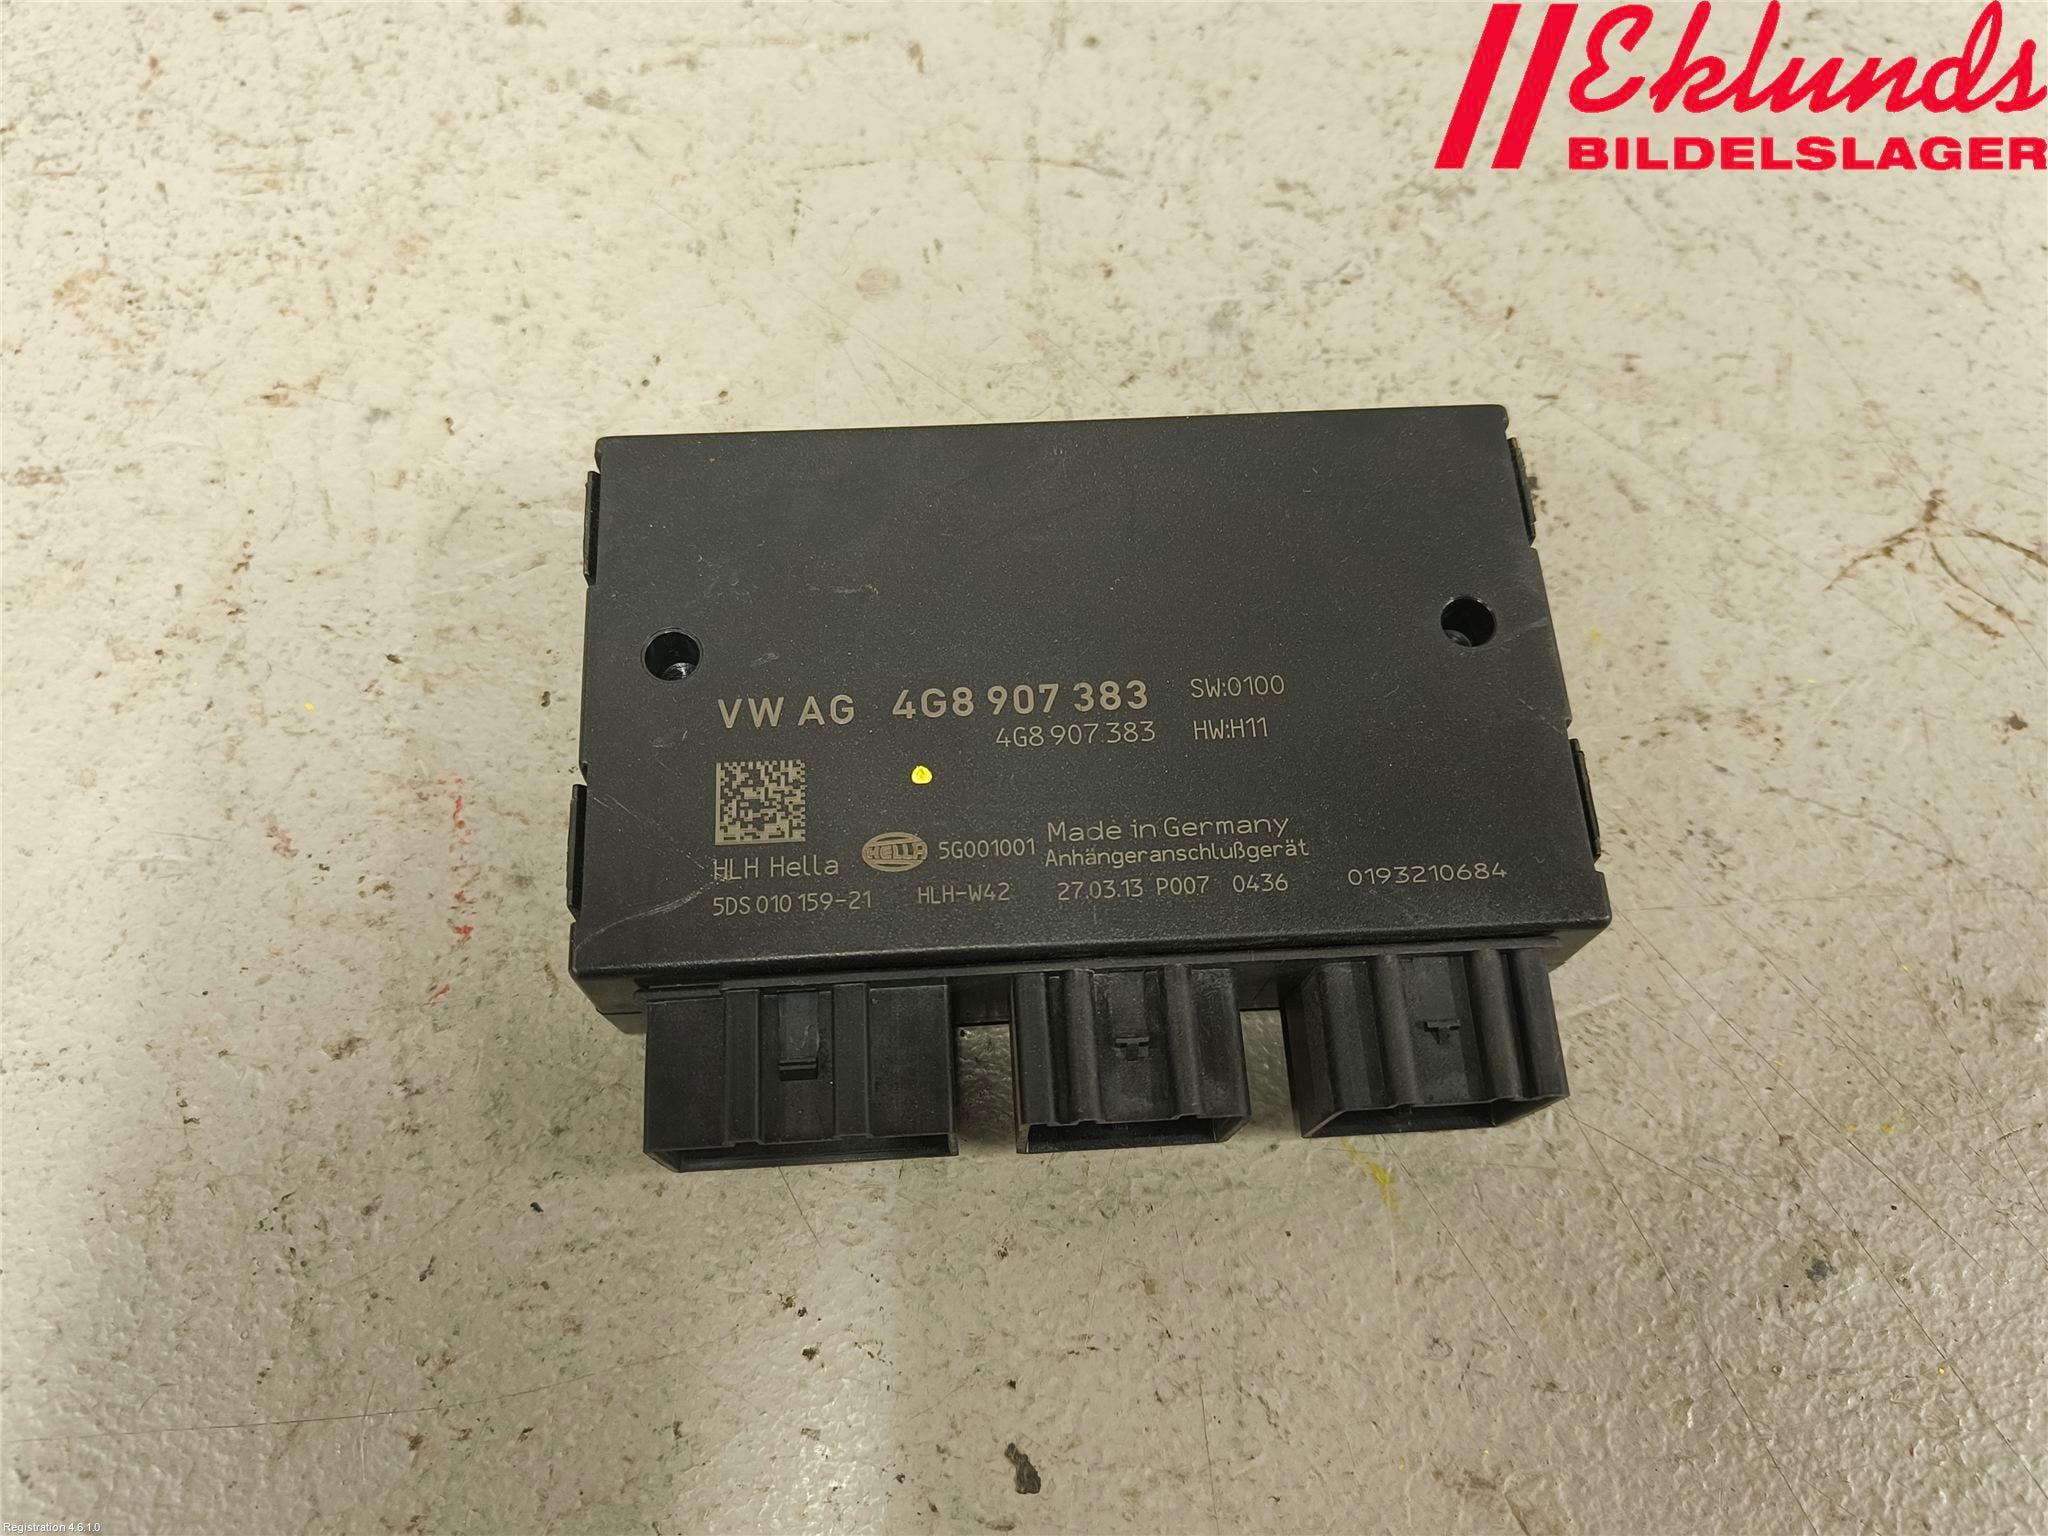 Eklunds
BILDELSLAGER
VW AG 4G8 907 383 SW:0100
4G8 907 383 HW:H11
HELLA 5G001001 Made in Germany
HLH Hella Anhängeranschlußgerät
5DS 010 159-21 HLH-W42 27.03.13 P007 0436 0193210684
Registration 4.6.1.0